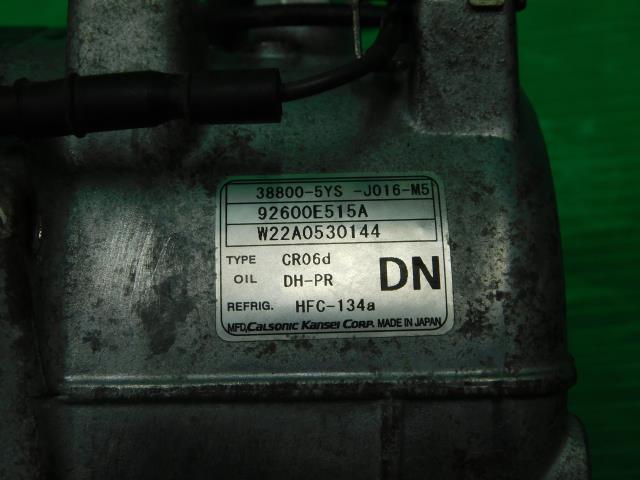 38800-5YS -J016-M5
92600E515A
W22A0530144
TYPE CR06d
OIL DH-PR
DN
REFRIG. HFC-134a
MFD. CALSONIC KANSEI CORP. MADE IN JAPAN